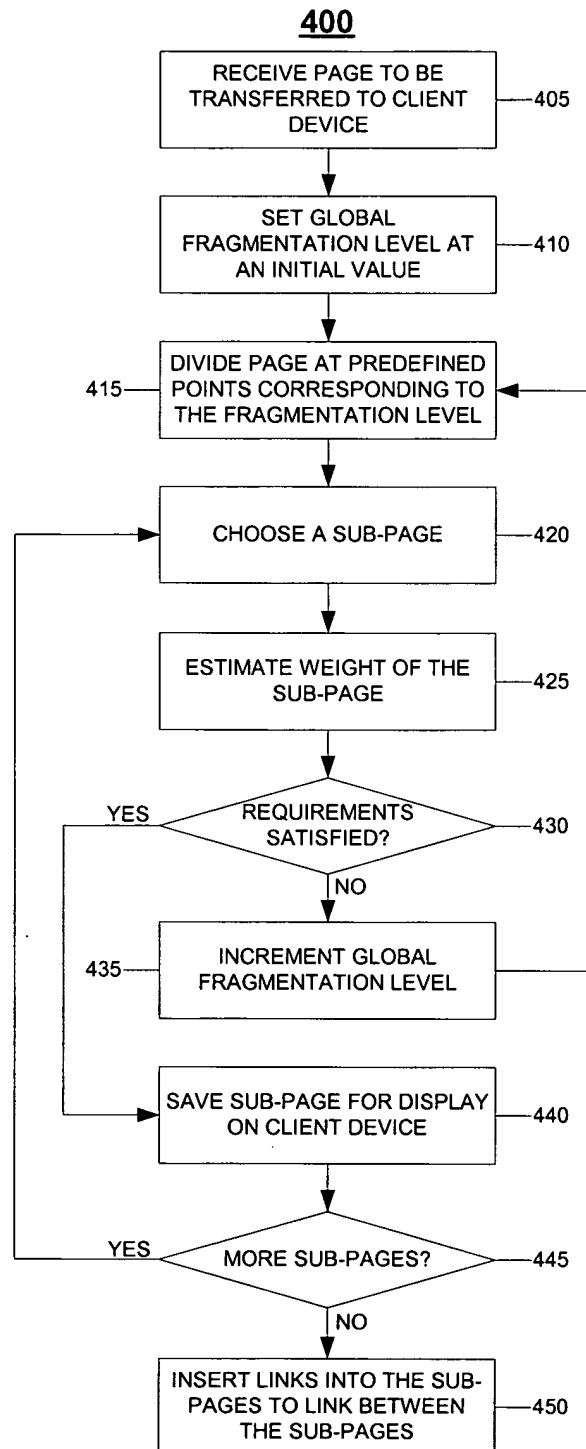 400
RECEIVE PAGE TO BE
TRANSFERRED TO CLIENT
DEVICE
405
SET GLOBAL
FRAGMENTATION LEVEL AT
AN INITIAL VALUE
410
DIVIDE PAGE AT PREDEFINED
POINTS CORRESPONDING TO
THE FRAGMENTATION LEVEL
415
CHOOSE A SUB-PAGE
420
ESTIMATE WEIGHT OF THE
SUB-PAGE
425
YES
REQUIREMENTS
SATISFIED?
430
NO
435
INCREMENT GLOBAL
FRAGMENTATION LEVEL
SAVE SUB-PAGE FOR DISPLAY
ON CLIENT DEVICE
440
YES
MORE SUB-PAGES?
445
NO
INSERT LINKS INTO THE SUB-
PAGES TO LINK BETWEEN
THE SUB-PAGES
450